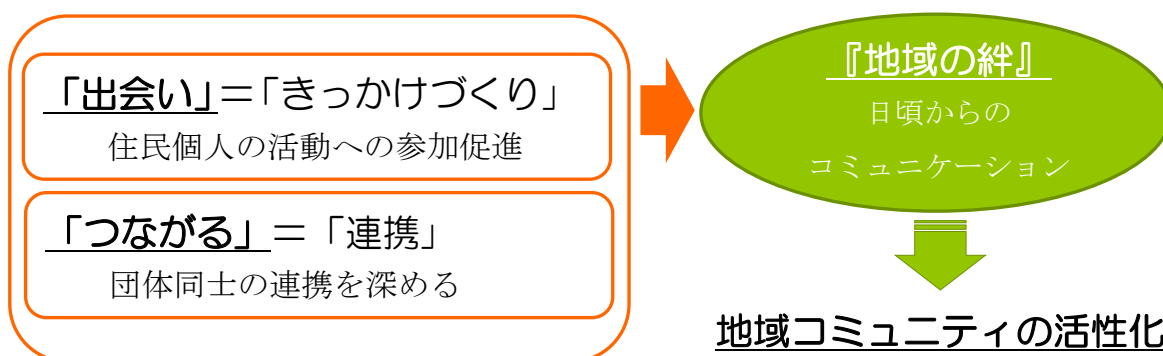 「出会い」＝「きっかけづくり」
住民個人の活動への参加促進
「つながる」＝「連携」
団体同士の連携を深める
『地域の絆』
日頃からの
コミュニケーション
地域コミュニティの活性化